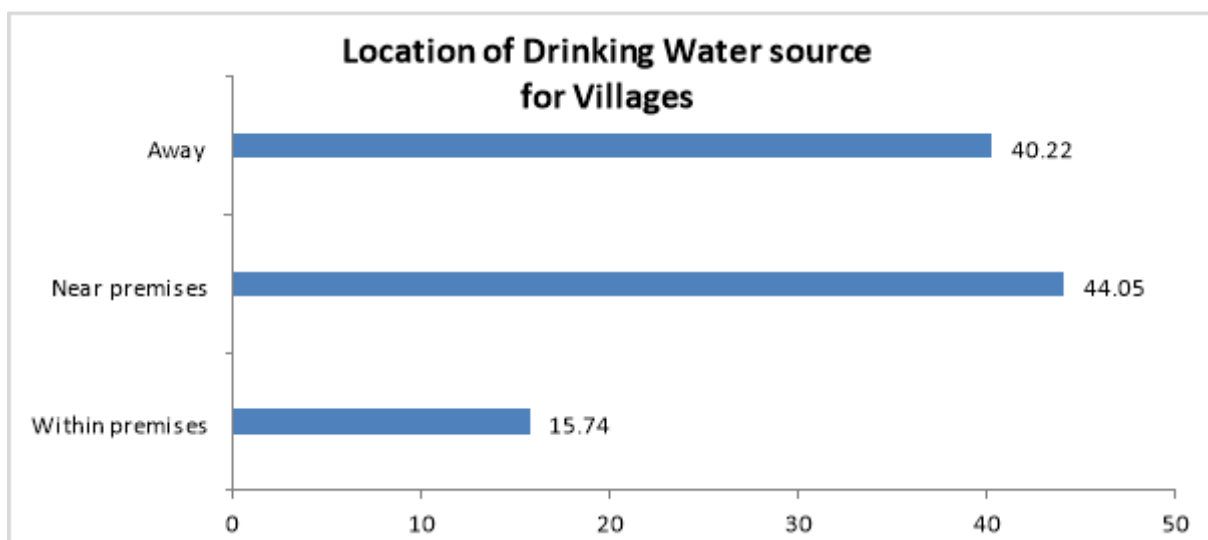 Location of Drinking Water source
for Villages
Away
40.22
Near premises
44.05
Within premises
15.74
0 10 20 30 40 50